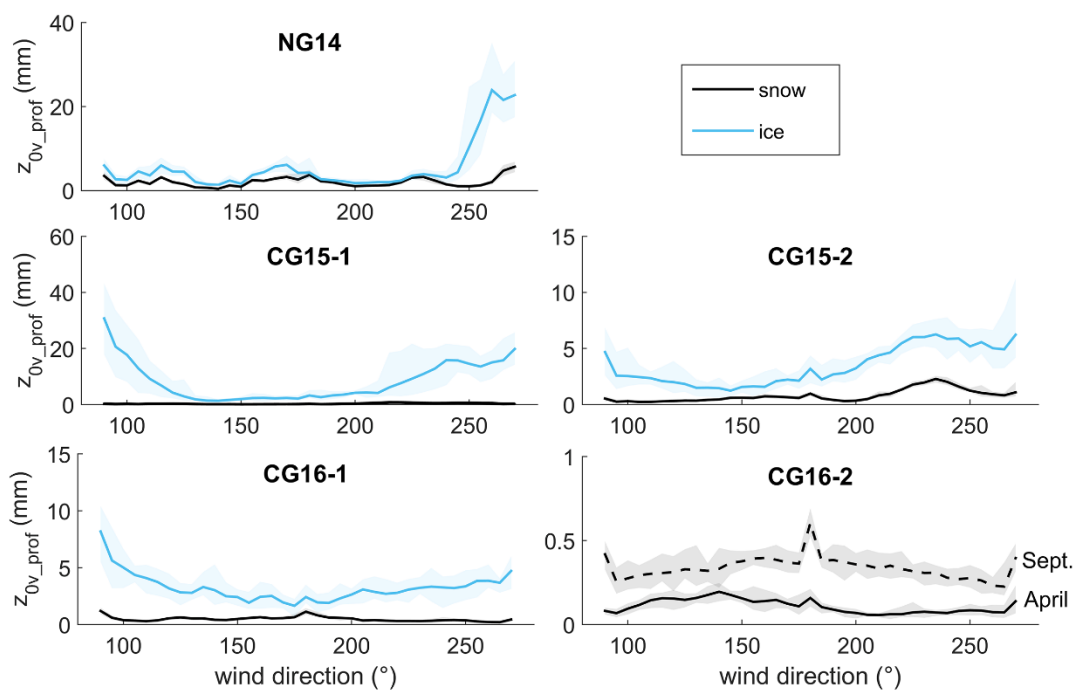 NG14
z0v_prof (mm)
40
20
0
100 150 200 250
snow
ice
CG15-1
z0v_prof (mm)
60
40
20
0
100 150 200 250
CG15-2
15
10
5
0
100 150 200 250
CG16-1
z0v_prof (mm)
15
10
5
0
100 150 200 250
wind direction (°)
CG16-2
1
0.5
0
Sept.
April
100 150 200 250
wind direction (°)